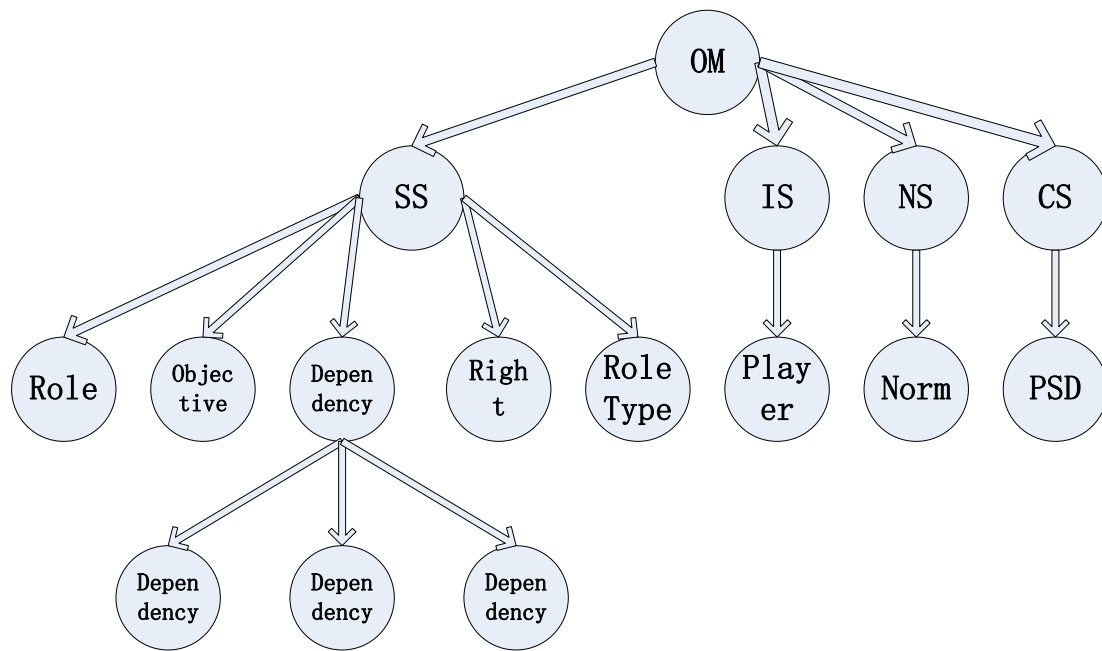 OM
SS
IS
NS
CS
Role
Objec
tive
Depen
dency
Righ
t
Role
Type
Play
er
Norm
PSD
Depen
dency
Depen
dency
Depen
dency